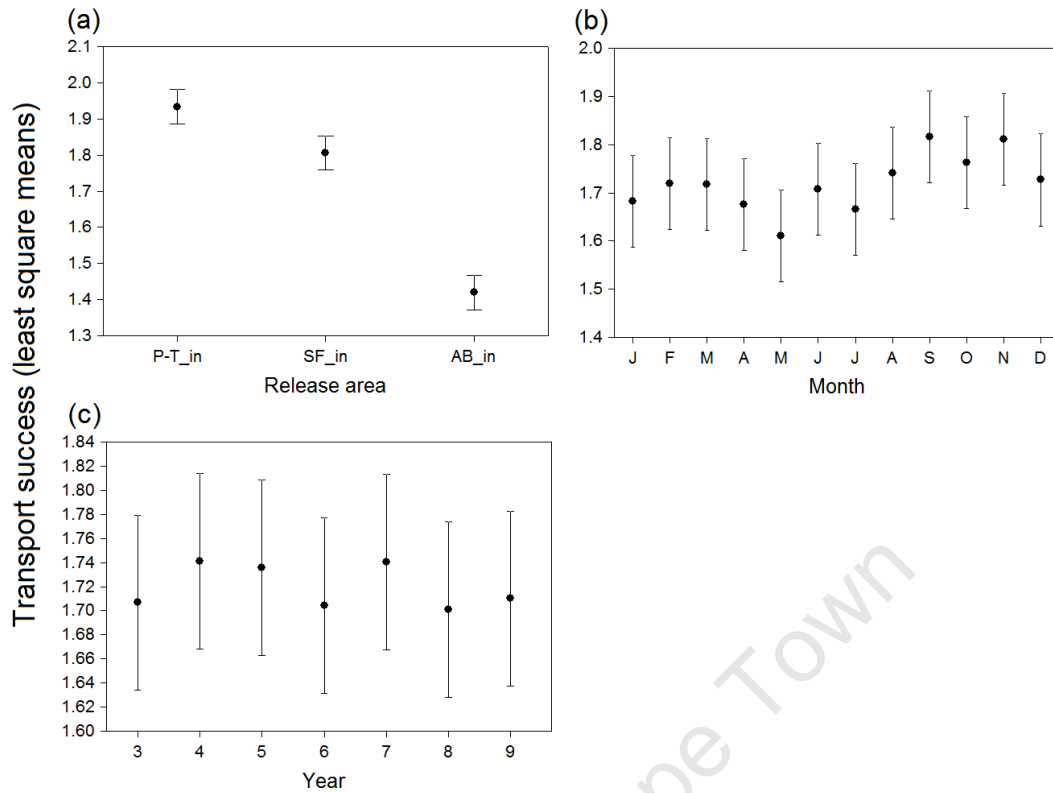 (a)
2.1
2.0
1.9
1.8
1.7
1.6
1.5
1.4
1.3
P-T_in SF_in AB_in
Release area
(b)
2.0
1.9
1.8
1.7
1.6
1.5
1.4
J F M A M J J A S O N D
Month
Transport success (least square means)
(c)
1.84
1.82
1.80
1.78
1.76
1.74
1.72
1.70
1.68
1.66
1.64
1.62
1.60
3 4 5 6 7 8 9
Year
pe Town